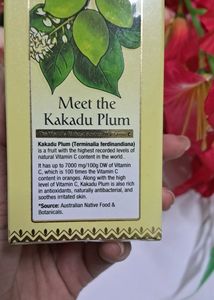 Meet the
Kakadu Plum
Kakadu Plum (Terminalia ferdinandiana)
is a fruit with the highest recorded levels of
natural Vitamin C content in the world.
It has up to 7000 mg/100g DW of Vitamin
C, which is 100 times the Vitamin C
content in oranges. Along with the high
level of Vitamin C, Kakadu Plum is also rich
in antioxidants, naturally antibacterial, and
soothes irritated skin.
*Source: Australian Native Food &
Botanicals.